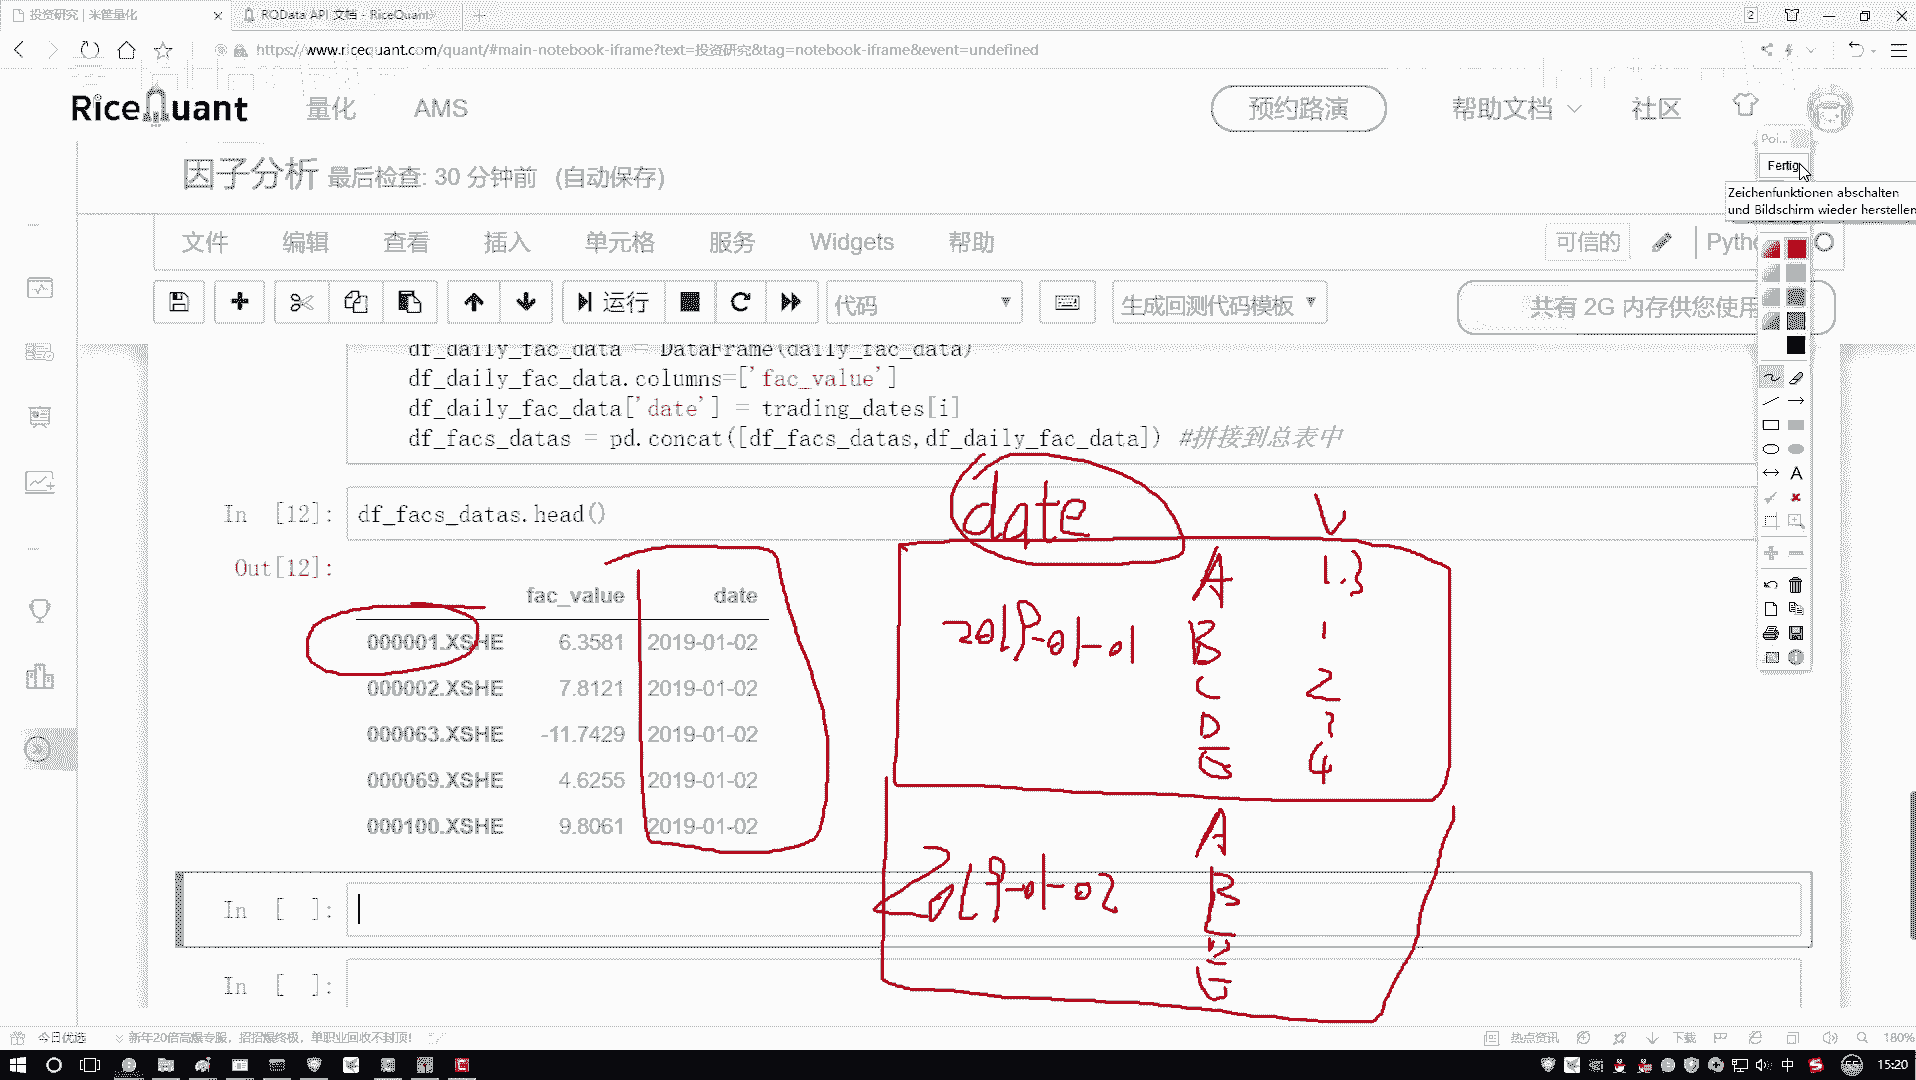 投资研究 | 米筐量化
RQData API 文档 - RiceQuant
2
https://www.ricequant.com/quant/#main-notebook-iframe?text=投资研究&tag=notebook-iframe&event=undefined
RiceQuant 量化 AMS 预约路演 帮助文档 社区
Poi...
Fertig
Zeichenfunktionen abschalten
und Bildschirm wieder herstellen
因子分析 最后检查: 30 分钟前 (自动保存)
文件 编辑 查看 插入 单元格 服务 Widgets 帮助 可信的
运行 代码 生成回测代码模板 共有 2G 内存供您使用
df_daily_fac_data = DataFrame(daily_fac_data)
df_daily_fac_data.columns=['fac_value']
df_daily_fac_data['date'] = trading_dates[i]
df_facs_datas = pd.concat([df_facs_datas,df_daily_fac_data]) #拼接到总表中
In [12]: df_facs_datas.head()
Out[12]:
fac_value date
000001.XSHE 6.3581 2019-01-02
000002.XSHE 7.8121 2019-01-02
000063.XSHE -11.7429 2019-01-02
000069.XSHE 4.6255 2019-01-02
000100.XSHE 9.8061 2019-01-02
date V
A 1.3
2019-01-01 B 1
C 2
D 3
4
A
2019-01-02 B
In [ ]:
In [ ]:
今日优选 新年20倍高爆专服，招招爆终极，单职业回收不封顶!
热点资讯 下载 180%
中 55 15:20